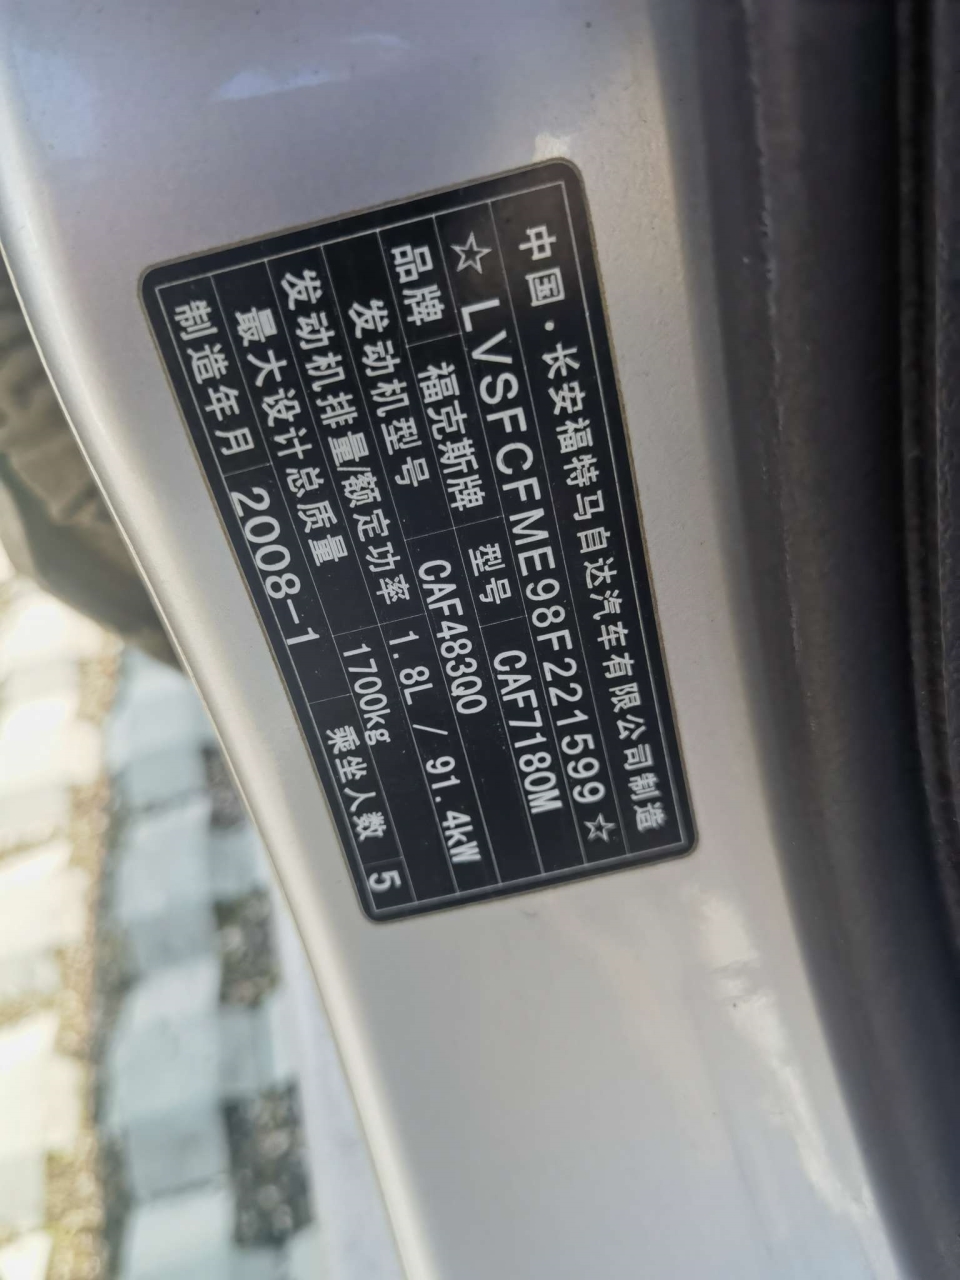 中国·长安福特马自达汽车有限公司制造
☆LVSFCFME98F221599☆
品牌 福克斯牌 型号 CAF7180M
发动机型号 CAF483Q0
发动机排量/额定功率 1.8L / 91.4kW
最大设计总质量 1700kg
制造年月 2008-1 乘坐人数 5